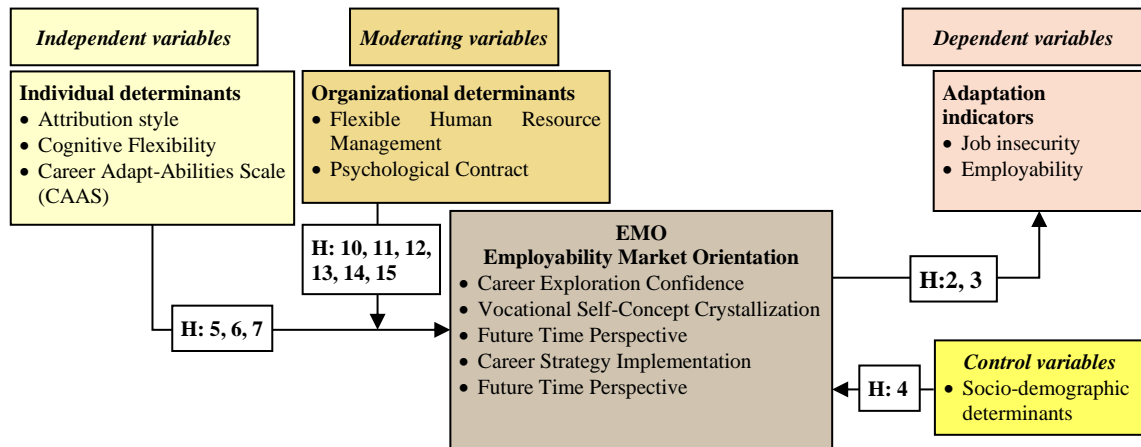 Independent variables
Individual determinants
• Attribution style
• Cognitive Flexibility
• Career Adapt-Abilities Scale
(CAAS)
Moderating variables
Organizational determinants
• Flexible Human Resource
Management
• Psychological Contract
Dependent variables
Adaptation
indicators
• Job insecurity
• Employability
H: 10, 11, 12,
13, 14, 15
H: 5, 6, 7
EMO
Employability Market Orientation
• Career Exploration Confidence
• Vocational Self-Concept Crystallization
• Future Time Perspective
• Career Strategy Implementation
• Future Time Perspective
H:2, 3
H: 4
Control variables
• Socio-demographic
determinants